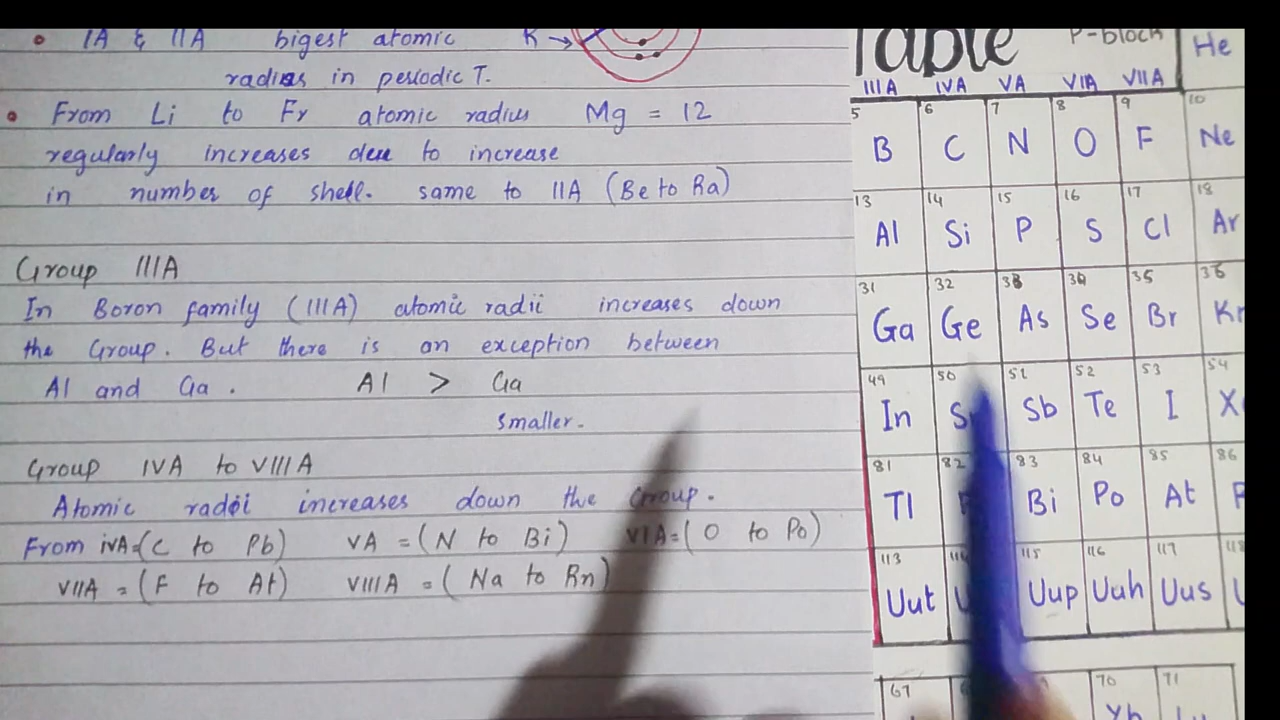 • IA & IIA bigest atomic
radius in periodic T.
K →
• From Li to Fr atomic radius
Mg = 12
regularly increases deu to increase
in number of shell. same to IIA (Be to Ra)
Group IIIA
In Boron family (IIIA) atomic radii increases down
the Group. But there is an exception between
Al and Ga. Al > Ga
smaller.
Group IVA to VIIIA
Atomic radii increases down the Group.
From IVA=(C to Pb) VA =(N to Bi) VIA=(O to Po)
VIIA =(F to At) VIIIA =(Na to Rn)
Table P-block
He
IIIA IVA VA VIA VIIA
5 6 7 8 9 10
B C N O F Ne
13 14 15 16 17 18
Al Si P S Cl Ar
31 32 33 34 35 36
Ga Ge As Se Br Kr
49 50 51 52 53 54
In Sb Te I
81 82 83 84 85 86
Tl Bi Po At
113 115 116 117
Uut Uup Uuh Uus
67 70 71
Yb